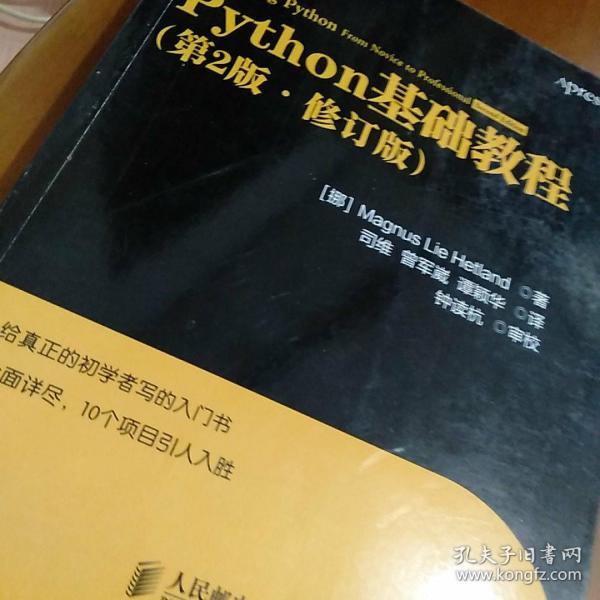 Python From Novice to Professional Second Edition
Apres
Python基础教程
(第2版·修订版)
[挪] Magnus Lie Hetland ◎著
司维 曾军崴 谭颖华 ◎译
钟读杭 ◎审校
给真正的初学者写的入门书
面详尽，10个项目引人入胜
人民邮
孔夫子旧书网
www.kongfz.com